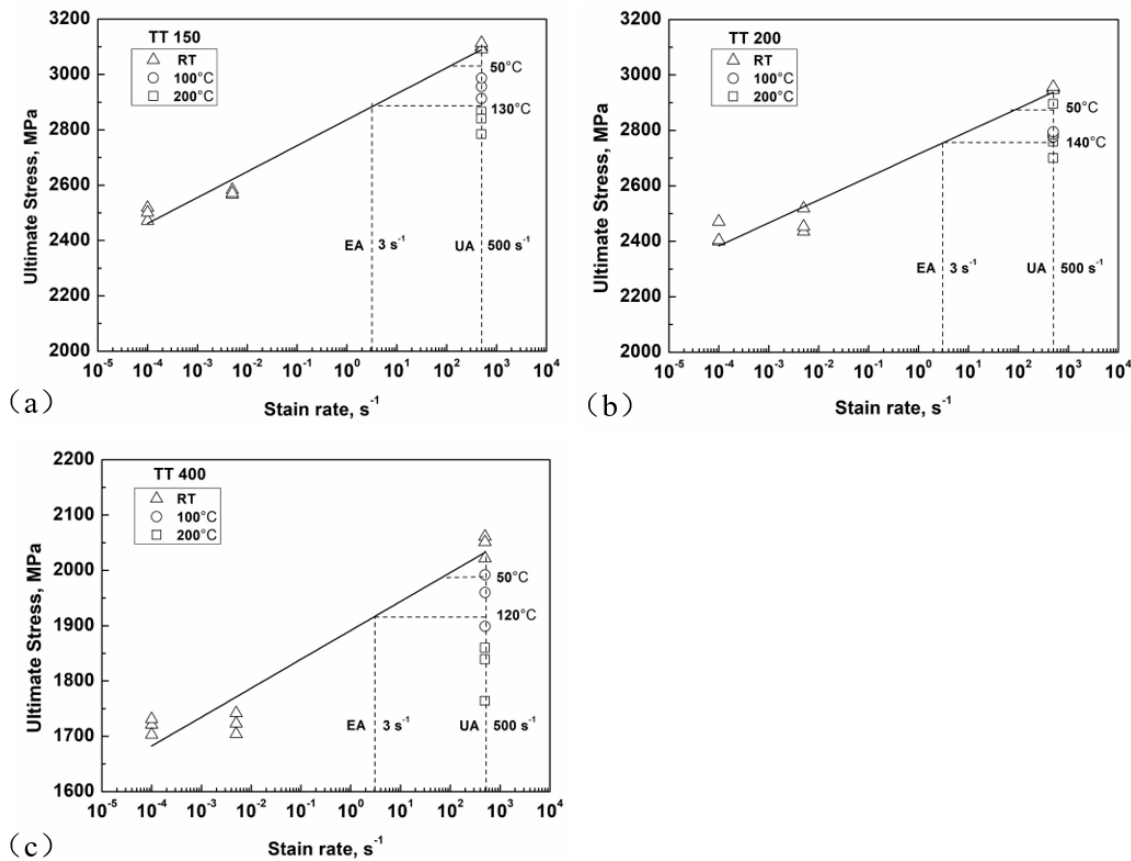 3200
3000
2800
2600
2400
2200
2000
Ultimate Stress, MPa
TT 150
RT
100°C
200°C
50°C
130°C
EA 3 s⁻¹
UA 500 s⁻¹
10⁻⁵ 10⁻⁴ 10⁻³ 10⁻² 10⁻¹ 10⁰ 10¹ 10² 10³ 10⁴
Stain rate, s⁻¹
(a)
3200
3000
2800
2600
2400
2200
2000
Ultimate Stress, MPa
TT 200
RT
100°C
200°C
50°C
140°C
EA 3 s⁻¹
UA 500 s⁻¹
10⁻⁵ 10⁻⁴ 10⁻³ 10⁻² 10⁻¹ 10⁰ 10¹ 10² 10³ 10⁴
Stain rate, s⁻¹
(b)
2200
2100
2000
1900
1800
1700
1600
Ultimate Stress, MPa
TT 400
RT
100°C
200°C
50°C
120°C
EA 3 s⁻¹
UA 500 s⁻¹
10⁻⁵ 10⁻⁴ 10⁻³ 10⁻² 10⁻¹ 10⁰ 10¹ 10² 10³ 10⁴
Stain rate, s⁻¹
(c)